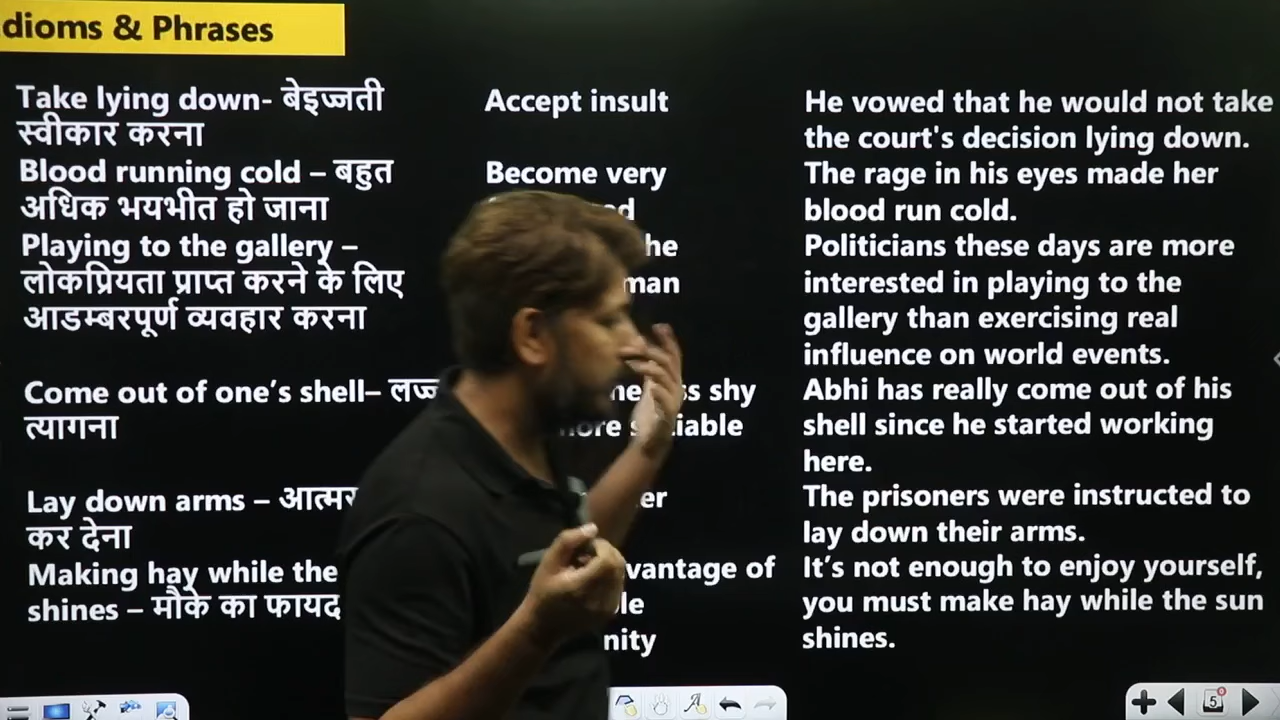 dioms & Phrases
Take lying down- बेइज्जती
स्वीकार करना
Accept insult
He vowed that he would not take
the court's decision lying down.
Blood running cold – बहुत
अधिक भयभीत हो जाना
Become very
The rage in his eyes made her
blood run cold.
Playing to the gallery –
लोकप्रियता प्राप्त करने के लिए
आडम्बरपूर्ण व्यवहार करना
man
Politicians these days are more
interested in playing to the
gallery than exercising real
influence on world events.
Come out of one's shell–
त्यागना
shy
Abhi has really come out of his
shell since he started working
here.
Lay down arms –
कर देना
The prisoners were instructed to
lay down their arms.
Making hay while the
shines – मौके का फायद
vantage of
nity
It's not enough to enjoy yourself,
you must make hay while the sun
shines.
5